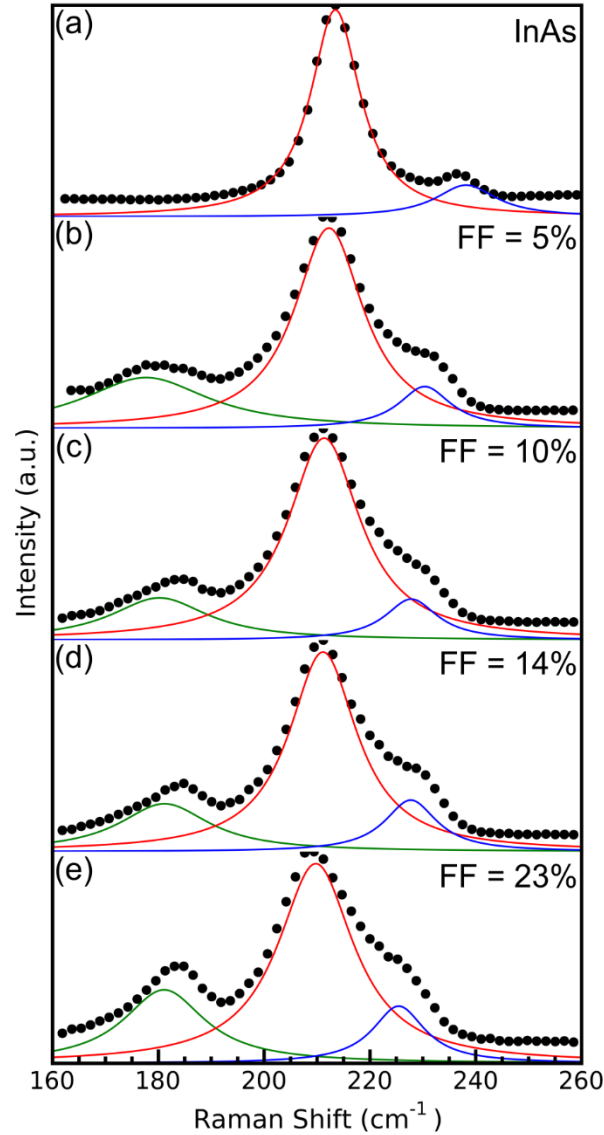 (a) InAs
(b) FF = 5%
(c) FF = 10%
(d) FF = 14%
(e) FF = 23%
Intensity (a.u.)
160 180 200 220 240 260
Raman Shift (cm⁻¹)